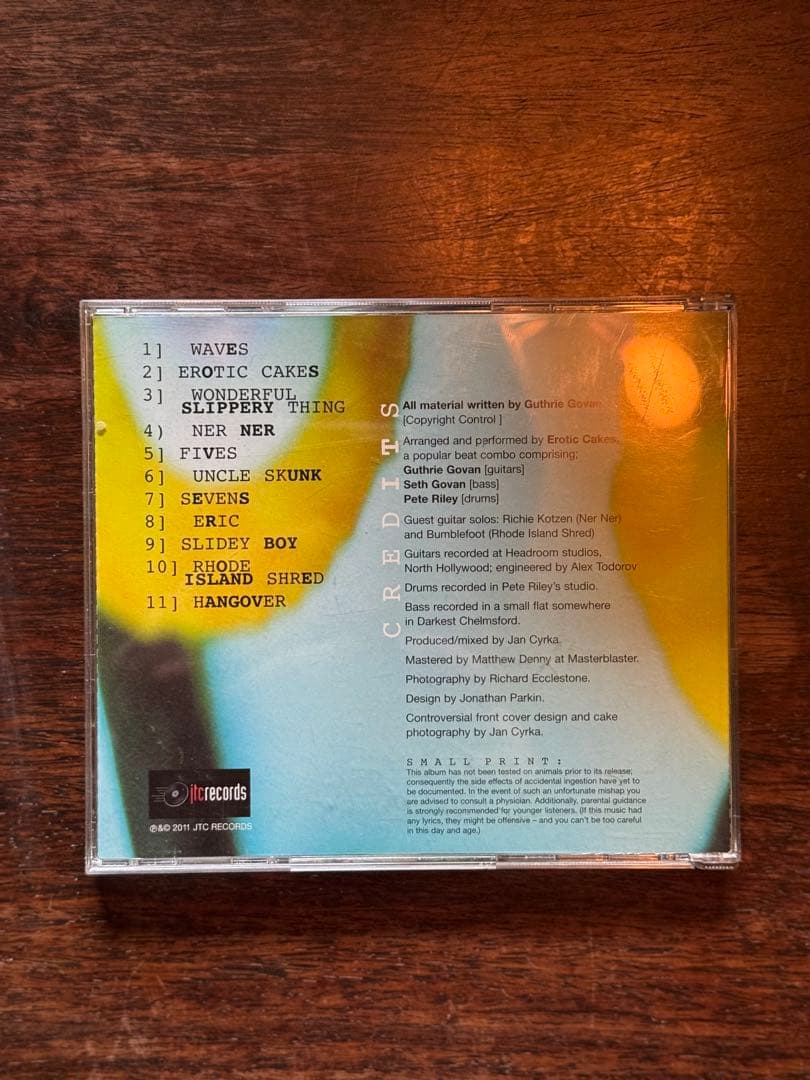 1] WAVES
2] EROTIC CAKES
3] WONDERFUL
SLIPPERY THING
4) NER NER
5] FIVES
6] UNCLE SKUNK
7] SEVENS
8] ERIC
9] SLIDEY BOY
10] RHODE
ISLAND SHRED
11] HANGOVER
CREDITS
All material written by Guthrie Govan
[Copyright Control ]
Arranged and performed by Erotic Cakes,
a popular beat combo comprising;
Guthrie Govan [guitars]
Seth Govan [bass]
Pete Riley [drums]
Guest guitar solos: Richie Kotzen (Ner Ner)
and Bumblefoot (Rhode Island Shred)
Guitars recorded at Headroom studios,
North Hollywood; engineered by Alex Todorov
Drums recorded in Pete Riley's studio.
Bass recorded in a small flat somewhere
in Darkest Chelmsford.
Produced/mixed by Jan Cyrka.
Mastered by Matthew Denny at Masterblaster.
Photography by Richard Ecclestone.
Design by Jonathan Parkin.
Controversial front cover design and cake
photography by Jan Cyrka.
SMALL PRINT:
This album has not been tested on animals prior to its release;
consequently the side effects of accidental ingestion have yet to
be documented. In the event of such an unfortunate mishap you
are advised to consult a physician. Additionally, parental guidance
is strongly recommended for younger listeners. (If this music had
any lyrics, they might be offensive – and you can't be too careful
in this day and age.)
jtcrecords
℗&© 2011 JTC RECORDS